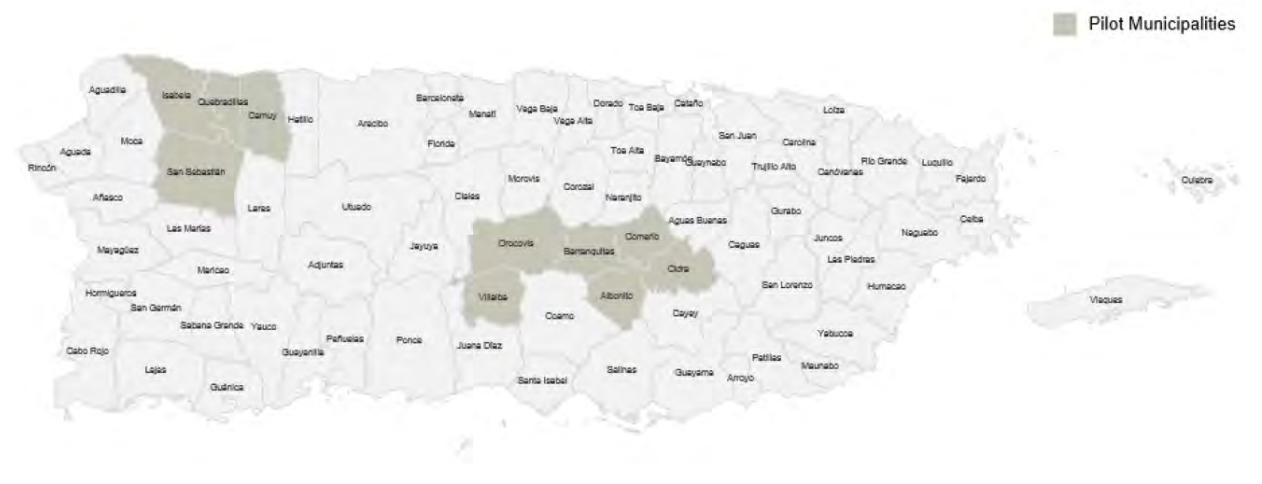 Pilot Municipalities
Aguadilla
Isabela
Quebradillas
Camuy
Hatillo
Arecibo
Barceloneta
Manatí
Vega Baja
Vega Alta
Dorado
Toa Baja
Cataño
San Juan
Loíza
Carolina
Moca
Aguada
Rincón
San Sebastián
Florida
Toa Alta
Bayamón
Guaynabo
Trujillo Alto
Canóvanas
Río Grande
Luquillo
Fajardo
Culebra
Añasco
Lares
Utuado
Ciales
Morovis
Corozal
Naranjito
Aguas Buenas
Gurabo
Ceiba
Las Marías
Mayagüez
Maricao
Adjuntas
Jayuya
Orocovis
Barranquitas
Comerío
Cidra
Caguas
Juncos
Naguabo
Las Piedras
Hormigueros
San Germán
Sabana Grande
Yauco
Guayanilla
Peñuelas
Ponce
Villalba
Juana Díaz
Coamo
Aibonito
Cayey
San Lorenzo
Humacao
Vieques
Cabo Rojo
Lajas
Guánica
Santa Isabel
Salinas
Guayama
Arroyo
Patillas
Maunabo
Yabucoa